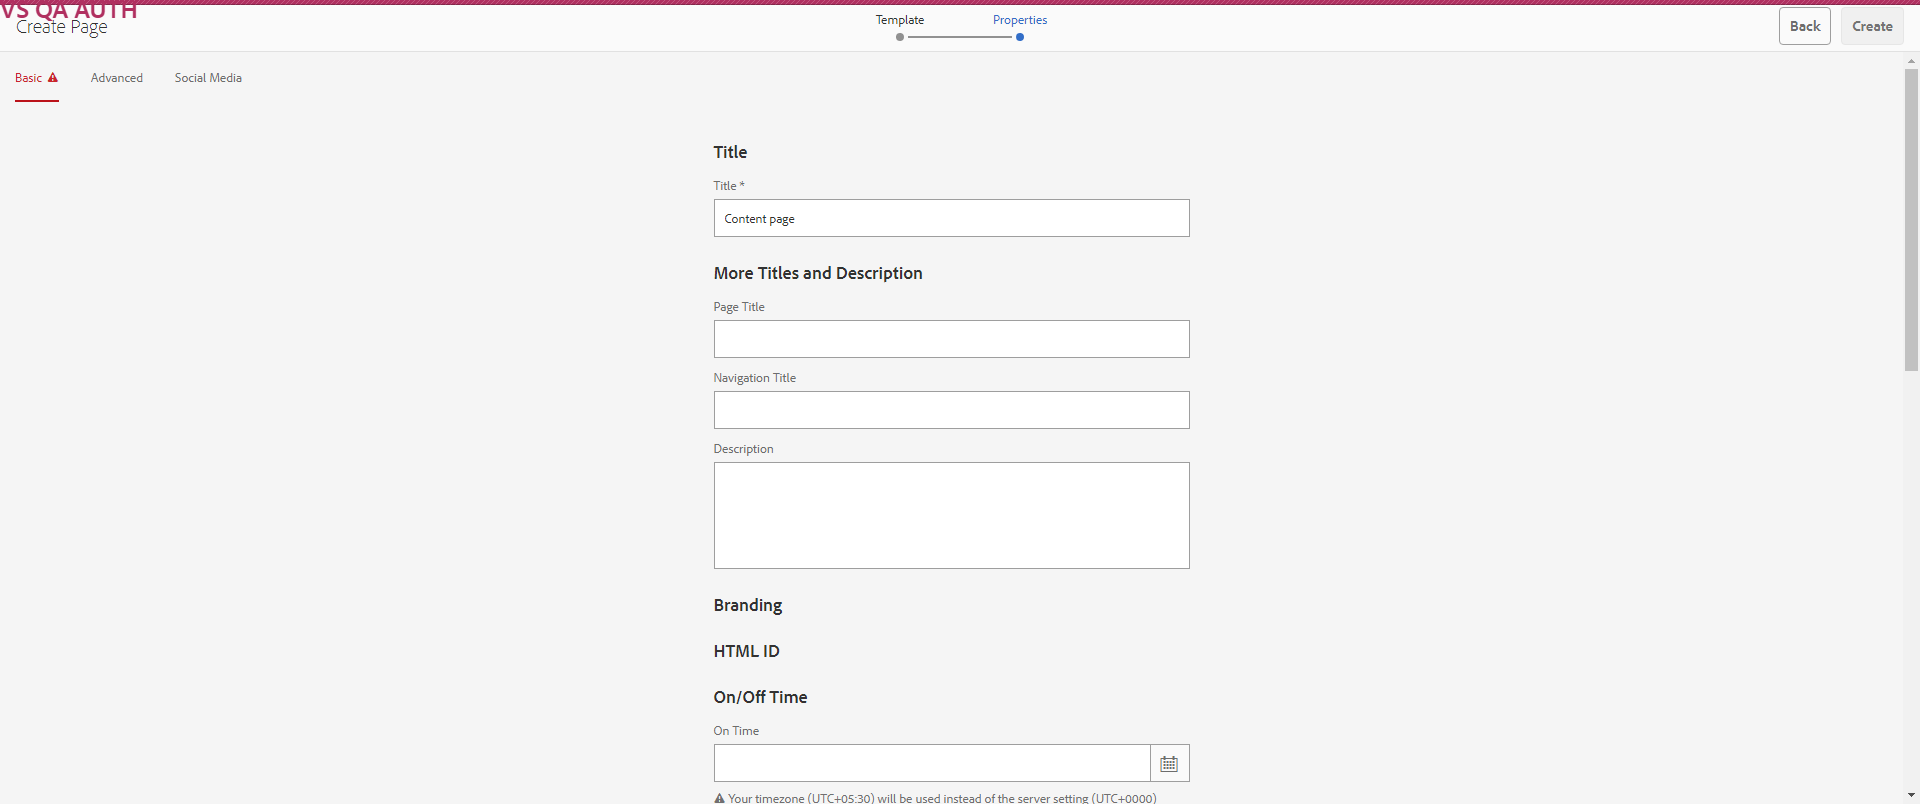 VS QA AUTH
Create Page
Template
Properties
Back
Create
Basic
Advanced
Social Media
Title
Title *
Content page
More Titles and Description
Page Title
Navigation Title
Description
Branding
HTML ID
On/Off Time
On Time
Your timezone (UTC+05:30) will be used instead of the server setting (UTC+0000)